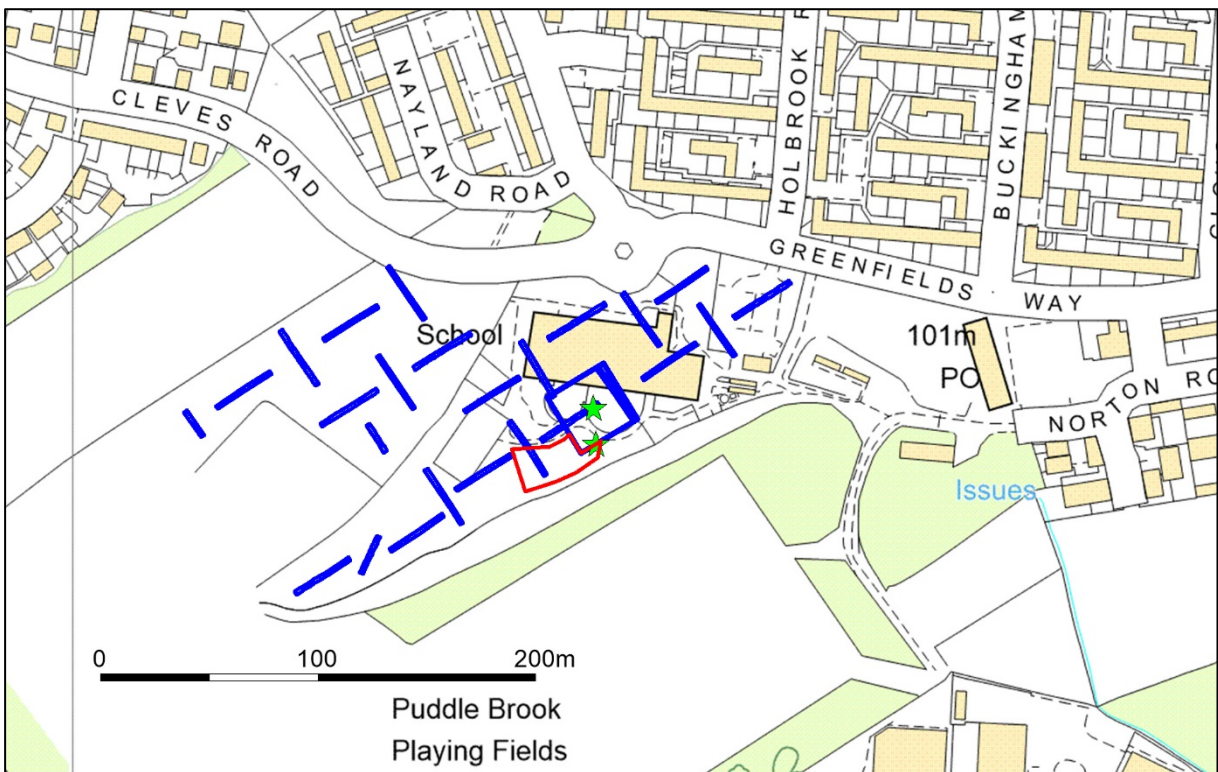 CLEVES ROAD
NAYLAND ROAD
HOLBROOK R
BUCKINGHAM
GREENFIELDS WAY
School
101m
PO
NORTON RO
Issues
0 100 200m
Puddle Brook
Playing Fields